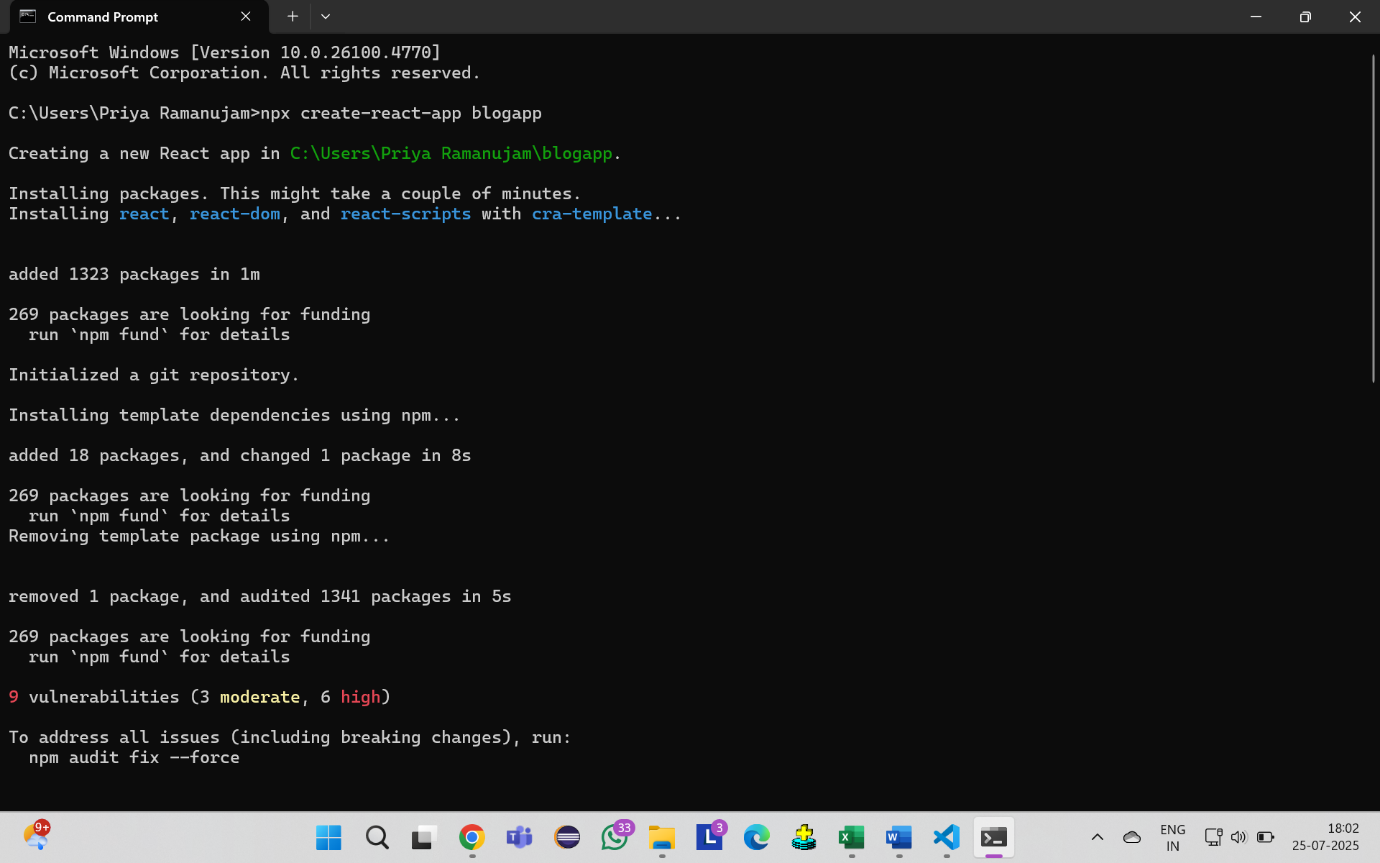 Command Prompt
Microsoft Windows [Version 10.0.26100.4770]
(c) Microsoft Corporation. All rights reserved.
C:\Users\Priya Ramanujam>npx create-react-app blogapp
Creating a new React app in C:\Users\Priya Ramanujam\blogapp.
Installing packages. This might take a couple of minutes.
Installing react, react-dom, and react-scripts with cra-template...
added 1323 packages in 1m
269 packages are looking for funding
run `npm fund` for details
Initialized a git repository.
Installing template dependencies using npm...
added 18 packages, and changed 1 package in 8s
269 packages are looking for funding
run `npm fund` for details
Removing template package using npm...
removed 1 package, and audited 1341 packages in 5s
269 packages are looking for funding
run `npm fund` for details
9 vulnerabilities (3 moderate, 6 high)
To address all issues (including breaking changes), run:
npm audit fix --force
9+
33
L 3
ENG
IN
18:02
25-07-2025